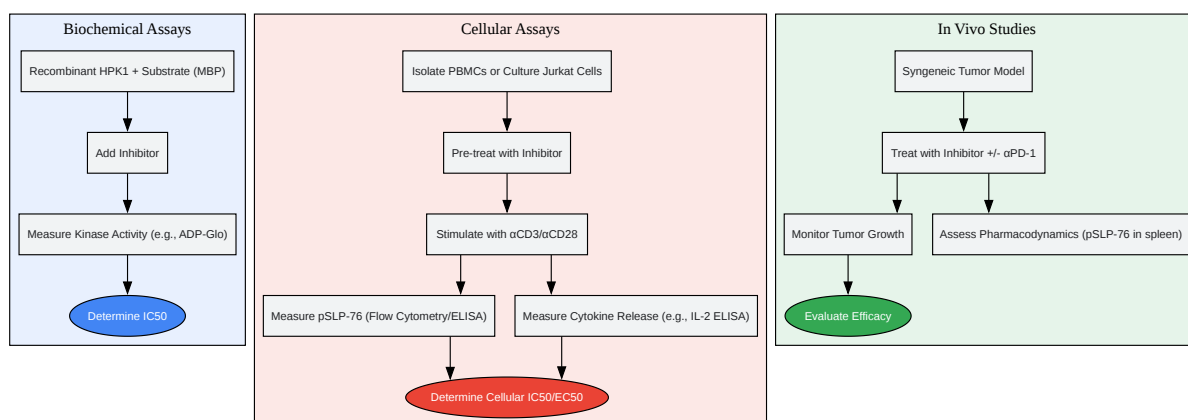 Biochemical Assays
Recombinant HPK1 + Substrate (MBP)
Add Inhibitor
Measure Kinase Activity (e.g., ADP-Glo)
Determine IC50
Cellular Assays
Isolate PBMCs or Culture Jurkat Cells
Pre-treat with Inhibitor
Stimulate with αCD3/αCD28
Measure pSLP-76 (Flow Cytometry/ELISA)
Measure Cytokine Release (e.g., IL-2 ELISA)
Determine Cellular IC50/EC50
In Vivo Studies
Syngeneic Tumor Model
Treat with Inhibitor +/- αPD-1
Monitor Tumor Growth
Assess Pharmacodynamics (pSLP-76 in spleen)
Evaluate Efficacy